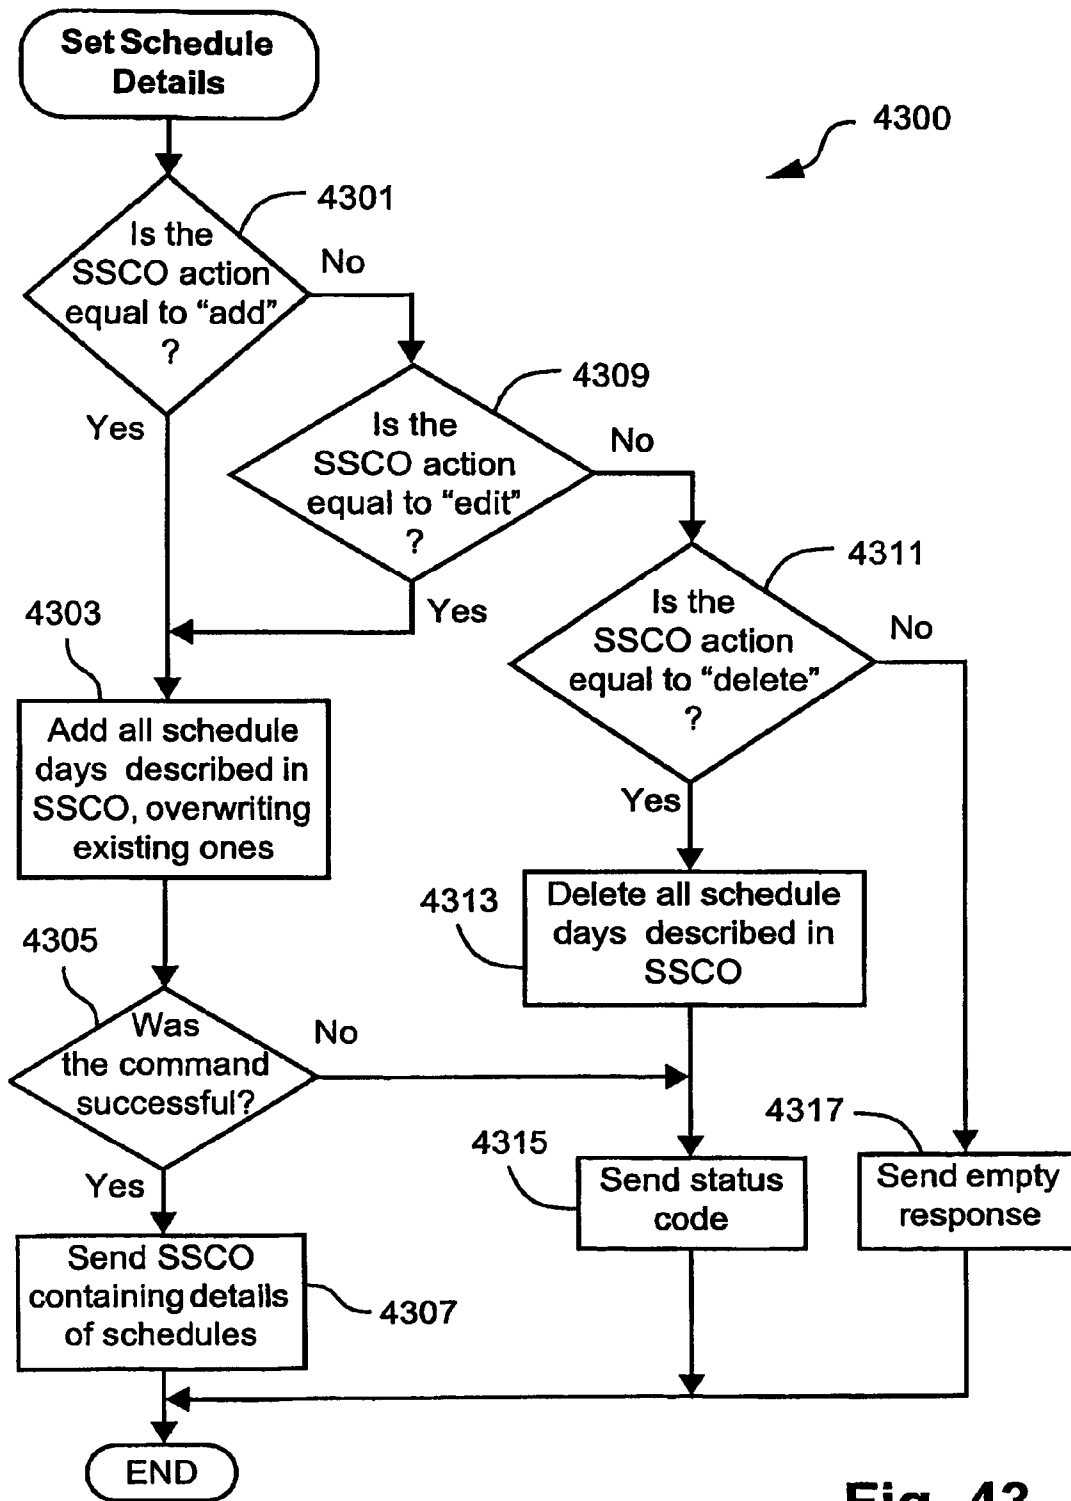 Set Schedule
Details
4300
4301
Is the
SSCO action
equal to “add”
?
No
Yes
4309
Is the
SSCO action
equal to “edit”
?
No
Yes
4311
Is the
SSCO action
equal to “delete”
?
No
Yes
4303
Add all schedule
days described in
SSCO, overwriting
existing ones
4313
Delete all schedule
days described in
SSCO
4305
Was
the command
successful?
No
Yes
4315
Send status
code
4317
Send empty
response
Send SSCO
containing details
of schedules
4307
END
Fig. 43